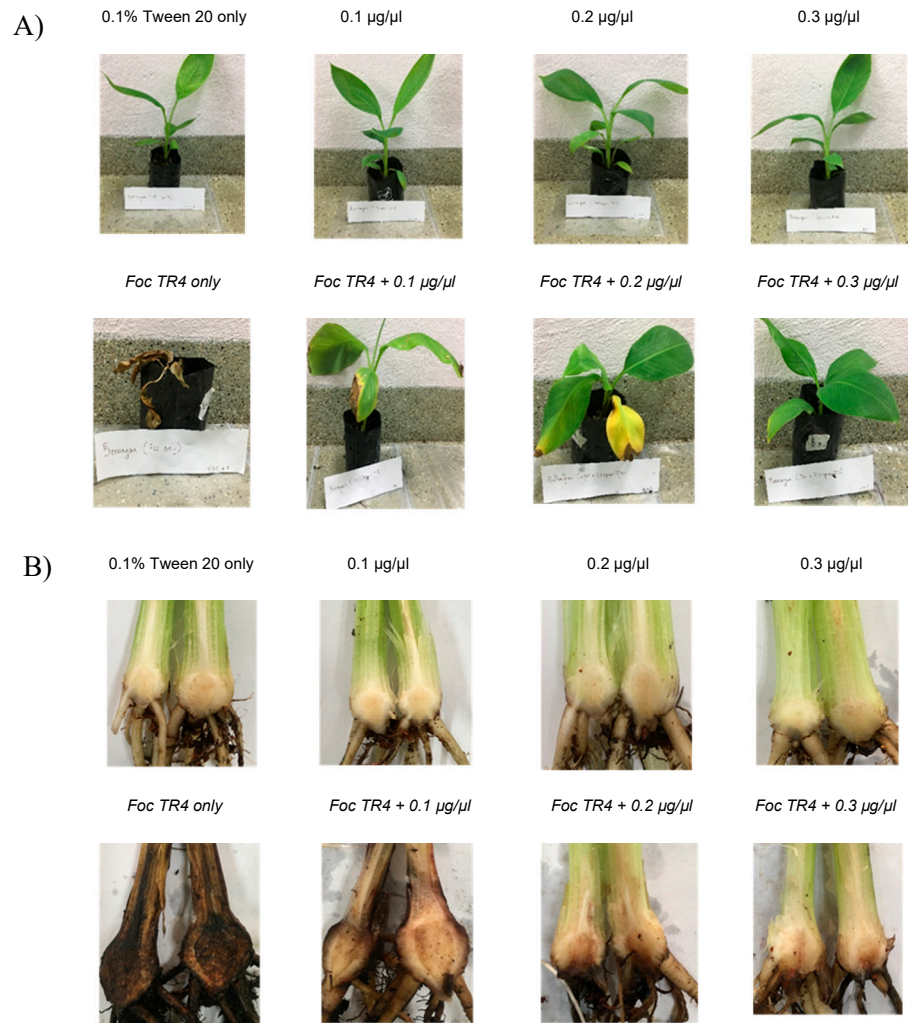 A)
0.1% Tween 20 only
0.1 µg/µl
0.2 µg/µl
0.3 µg/µl
Foc TR4 only
Foc TR4 + 0.1 µg/µl
Foc TR4 + 0.2 µg/µl
Foc TR4 + 0.3 µg/µl
B)
0.1% Tween 20 only
0.1 µg/µl
0.2 µg/µl
0.3 µg/µl
Foc TR4 only
Foc TR4 + 0.1 µg/µl
Foc TR4 + 0.2 µg/µl
Foc TR4 + 0.3 µg/µl